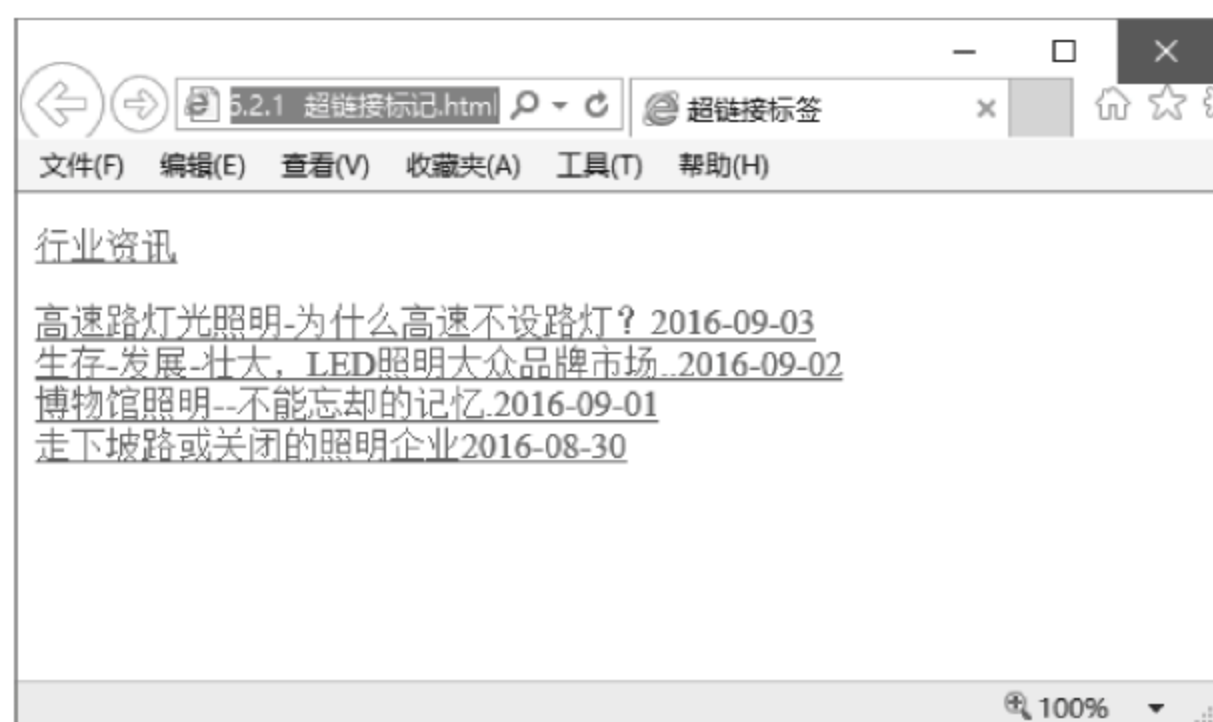 5.2.1 超链接标记.html
超链接标签
文件(F) 编辑(E) 查看(V) 收藏夹(A) 工具(T) 帮助(H)
行业资讯
高速路灯光照明-为什么高速不设路灯？2016-09-03
生存-发展-壮大，LED照明大众品牌市场..2016-09-02
博物馆照明--不能忘却的记忆.2016-09-01
走下坡路或关闭的照明企业2016-08-30
100%